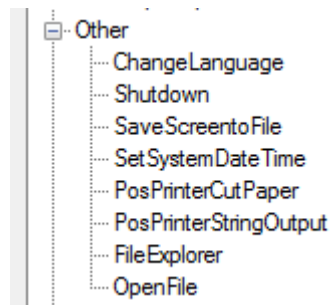 Other
ChangeLanguage
Shutdown
SaveScreentoFile
SetSystemDateTime
PosPrinterCutPaper
PosPrinterStringOutput
FileExplorer
OpenFile